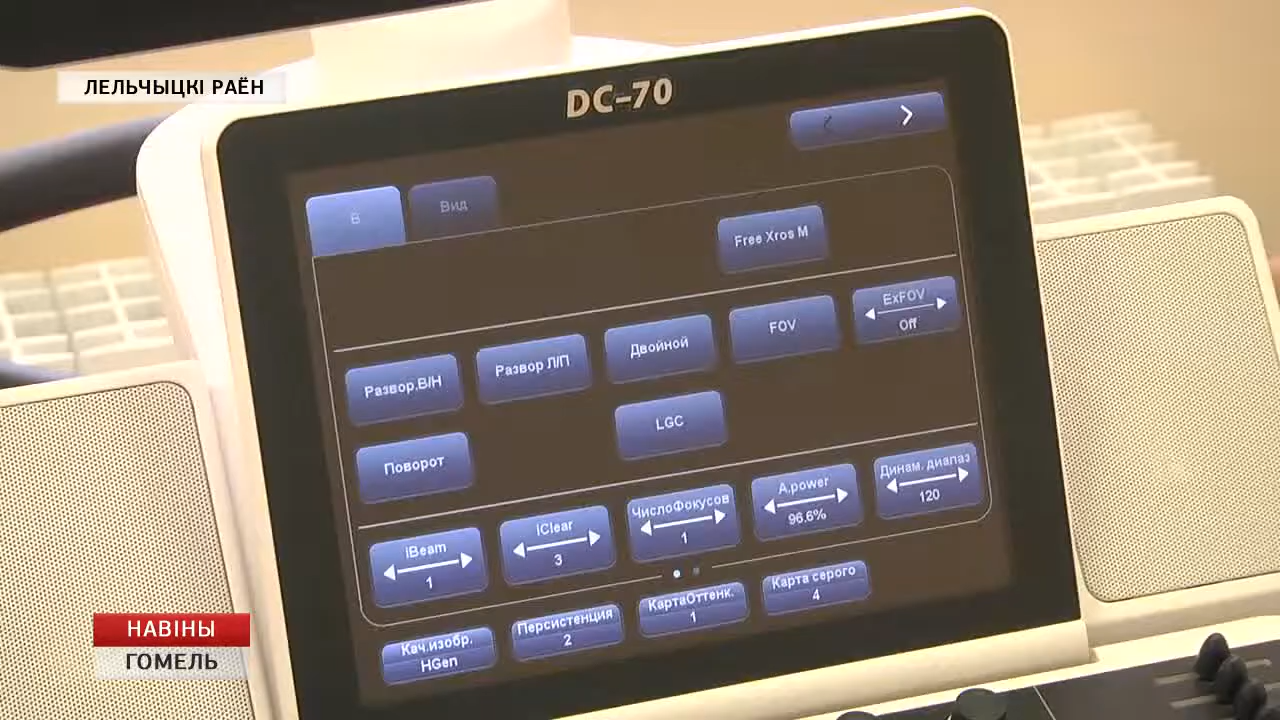 ЛЕЛЬЧЫЦКІ РАЁН
DC-70
В
Вид
Free Xros M
Развор.В/Н
Развор Л/П
Двойной
FOV
ExFOV
Off
Поворот
LGC
iBeam
1
iClear
3
ЧислоФокусов
1
A.power
96.6%
Динам. диапаз
120
Кач.изобр.
HGen
Персистенция
2
КартаОттенк.
1
Карта серого
4
НАВІНЫ
ГОМЕЛЬ